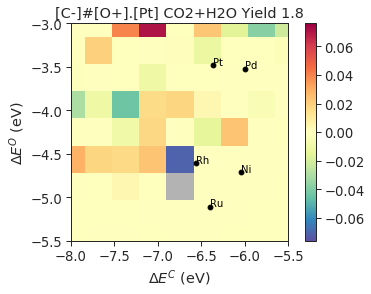 [C-]#[O+].[Pt] CO2+H2O Yield 1.8
−3.0
−3.5
−4.0
−4.5
−5.0
−5.5
ΔE^O (eV)
Pt
Pd
Rh
Ni
Ru
−8.0 −7.5 −7.0 −6.5 −6.0 −5.5
ΔE^C (eV)
0.06
0.04
0.02
0.00
−0.02
−0.04
−0.06